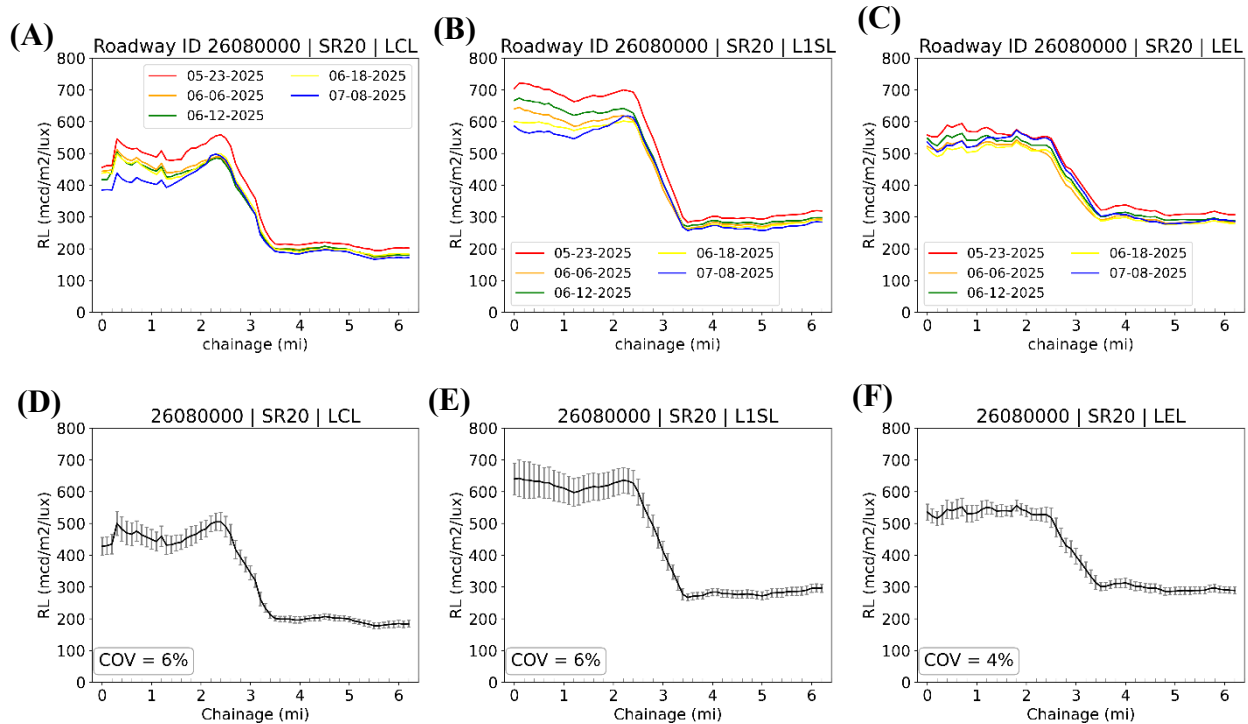 (A)
Roadway ID 26080000 | SR20 | LCL
800
700
600
500
400
300
200
100
0
RL (mcd/m2/lux)
05-23-2025
06-06-2025
06-12-2025
06-18-2025
07-08-2025
0 1 2 3 4 5 6
chainage (mi)
(B)
Roadway ID 26080000 | SR20 | L1SL
800
700
600
500
400
300
200
100
0
RL (mcd/m2/lux)
05-23-2025
06-06-2025
06-12-2025
06-18-2025
07-08-2025
0 1 2 3 4 5 6
chainage (mi)
(C)
Roadway ID 26080000 | SR20 | LEL
800
700
600
500
400
300
200
100
0
RL (mcd/m2/lux)
05-23-2025
06-06-2025
06-12-2025
06-18-2025
07-08-2025
0 1 2 3 4 5 6
chainage (mi)
(D)
26080000 | SR20 | LCL
800
700
600
500
400
300
200
100
0
RL (mcd/m2/lux)
COV = 6%
0 1 2 3 4 5 6
Chainage (mi)
(E)
26080000 | SR20 | L1SL
800
700
600
500
400
300
200
100
0
RL (mcd/m2/lux)
COV = 6%
0 1 2 3 4 5 6
Chainage (mi)
(F)
26080000 | SR20 | LEL
800
700
600
500
400
300
200
100
0
RL (mcd/m2/lux)
COV = 4%
0 1 2 3 4 5 6
Chainage (mi)